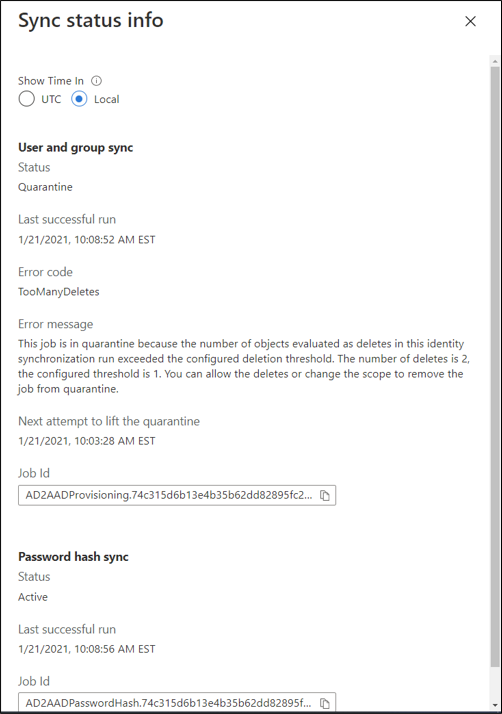 Sync status info
Show Time In
UTC
Local
User and group sync
Status
Quarantine
Last successful run
1/21/2021, 10:08:52 AM EST
Error code
TooManyDeletes
Error message
This job is in quarantine because the number of objects evaluated as deletes in this identity
synchronization run exceeded the configured deletion threshold. The number of deletes is 2,
the configured threshold is 1. You can allow the deletes or change the scope to remove the
job from quarantine.
Next attempt to lift the quarantine
1/21/2021, 10:03:28 AM EST
Job Id
AD2AADProvisioning.74c315d6b13e4b35b62dd82895fc2...
Password hash sync
Status
Active
Last successful run
1/21/2021, 10:08:56 AM EST
Job Id
AD2AADPasswordHash.74c315d6b13e4b35b62dd82895f...